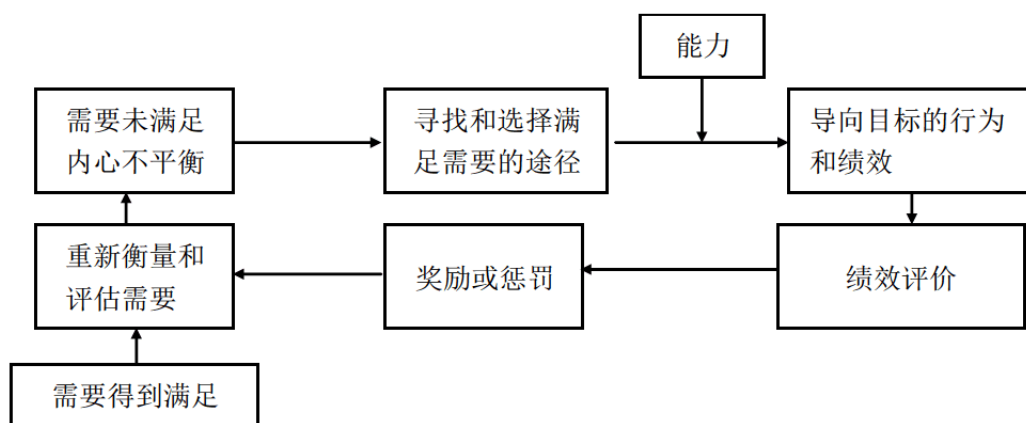 能力
需要未满足
内心不平衡
寻找和选择满
足需要的途径
导向目标的行为
和绩效
重新衡量和
评估需要
奖励或惩罚
绩效评价
需要得到满足